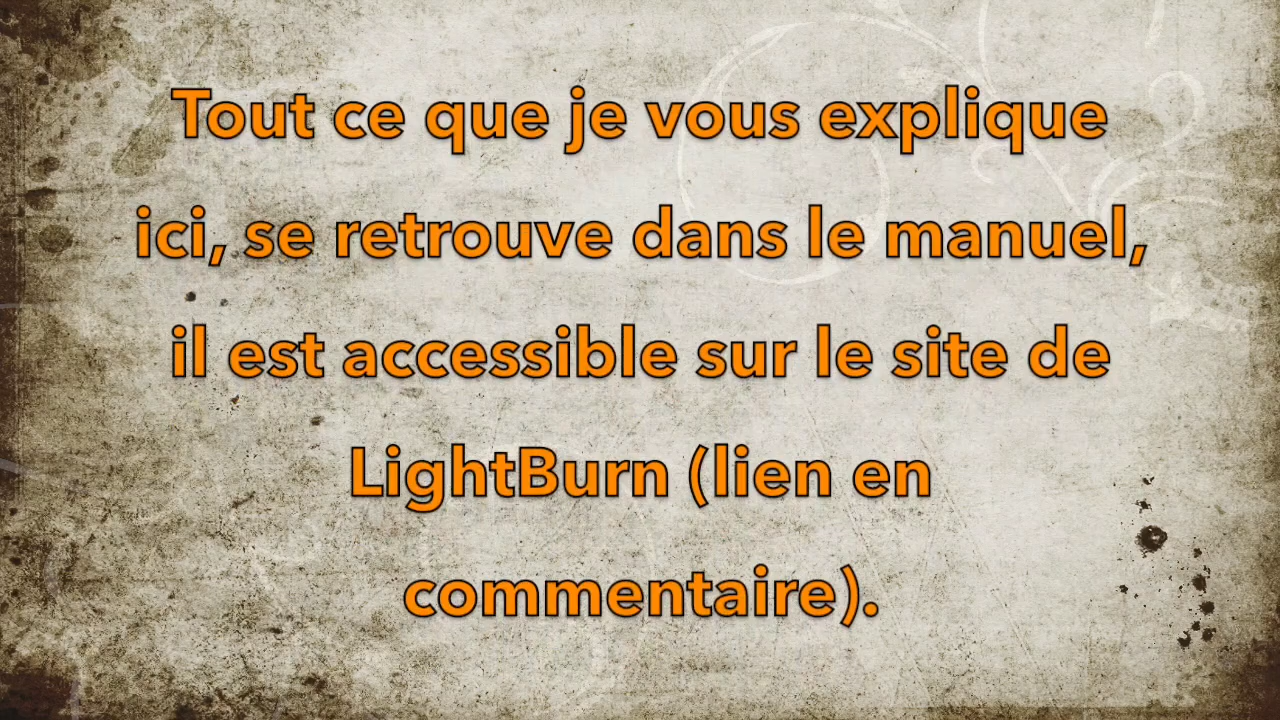 Tout ce que je vous explique
ici, se retrouve dans le manuel,
il est accessible sur le site de
LightBurn (lien en
commentaire).